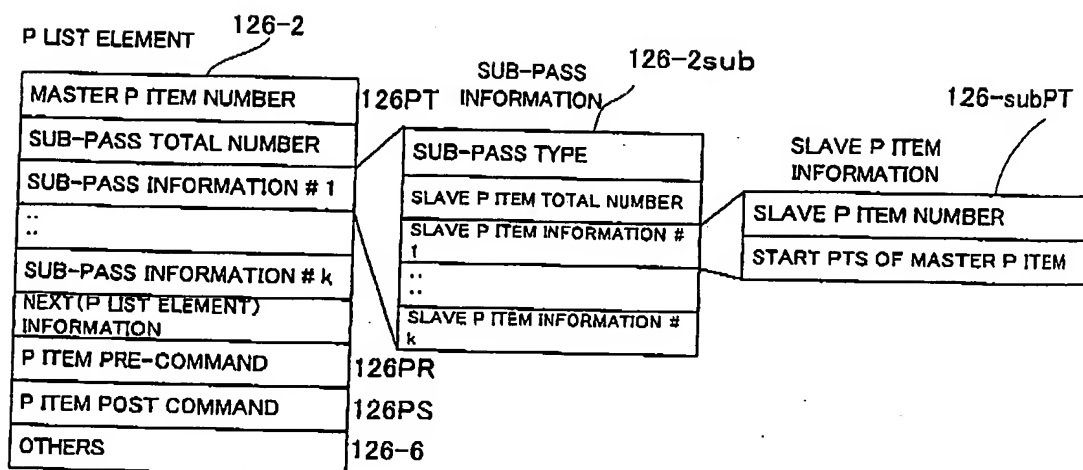 P LIST ELEMENT
126-2
MASTER P ITEM NUMBER
126PT
SUB-PASS TOTAL NUMBER
SUB-PASS INFORMATION # 1
::
SUB-PASS INFORMATION # k
NEXT(P LIST ELEMENT)
INFORMATION
P ITEM PRE-COMMAND
126PR
P ITEM POST COMMAND
126PS
OTHERS
126-6
SUB-PASS
INFORMATION
126-2sub
SUB-PASS TYPE
SLAVE P ITEM TOTAL NUMBER
SLAVE P ITEM INFORMATION #
1
::
SLAVE P ITEM INFORMATION #
k
126-subPT
SLAVE P ITEM
INFORMATION
SLAVE P ITEM NUMBER
START PTS OF MASTER P ITEM